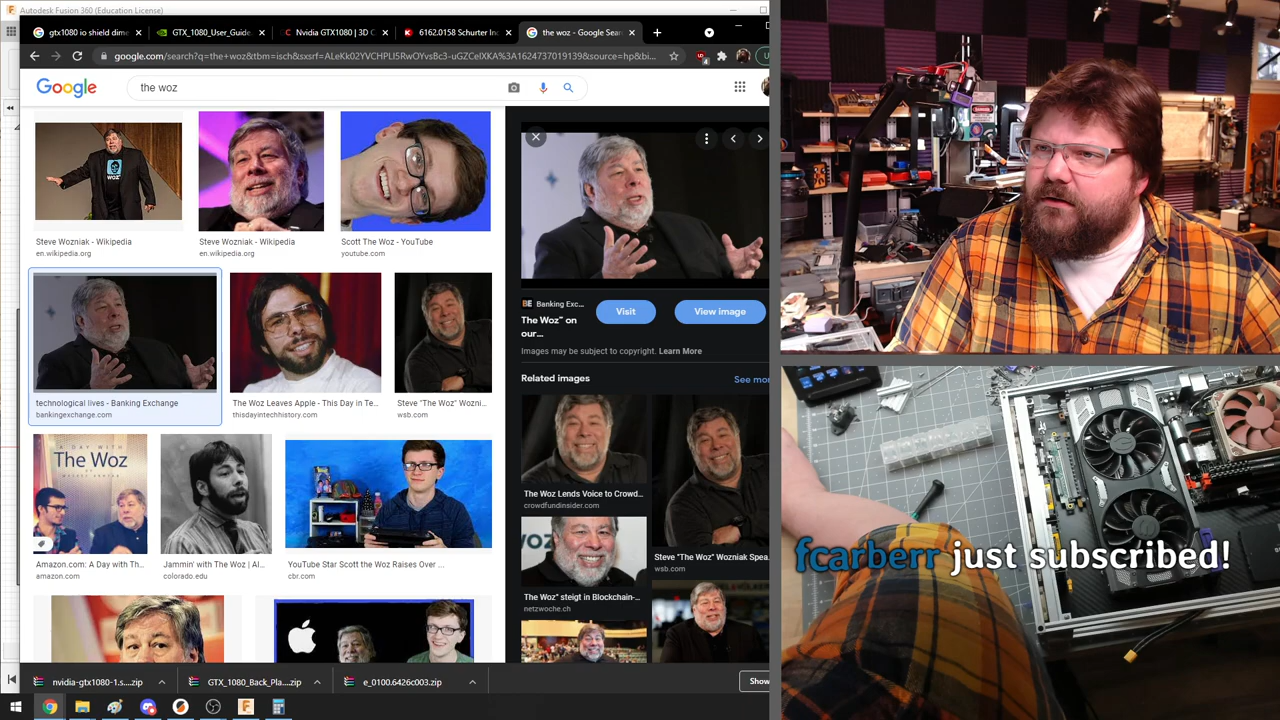 Autodesk Fusion 360 (Education License)
gtx1080 io shield dime
GTX_1080_User_Guide.
Nvidia GTX1080 | 3D C
6162.0158 Schurter Inc
the woz - Google Sear
google.com/search?q=the+woz&tbm=isch&sxsrf=ALeKk02YVCHPLI5RwOYvsBc3-uGZCeIXKA%3A1624737019139&source=hp&bi...
Google
the woz
Steve Wozniak - Wikipedia
en.wikipedia.org
Steve Wozniak - Wikipedia
en.wikipedia.org
Scott The Woz - YouTube
youtube.com
technological lives - Banking Exchange
bankingexchange.com
The Woz Leaves Apple - This Day in Te...
thisdayintechhistory.com
Steve "The Woz" Wozni...
wsb.com
A DAY WITH
The Woz
Amazon.com: A Day with Th...
amazon.com
Jammin' with The Woz | Al...
colorado.edu
YouTube Star Scott the Woz Raises Over ...
cbr.com
BE Banking Exc...
The Woz" on
our...
Visit
View image
Images may be subject to copyright. Learn More
Related images
See mor
The Woz Lends Voice to Crowd...
crowdfundinsider.com
Steve "The Woz" Wozniak Spea...
wsb.com
The Woz" steigt in Blockchain-...
netzwoche.ch
nvidia-gtx1080-1.s....zip
GTX_1080_Back_Pla....zip
e_0100.6426c003.zip
Show
DANGER
fcarberr just subscribed!